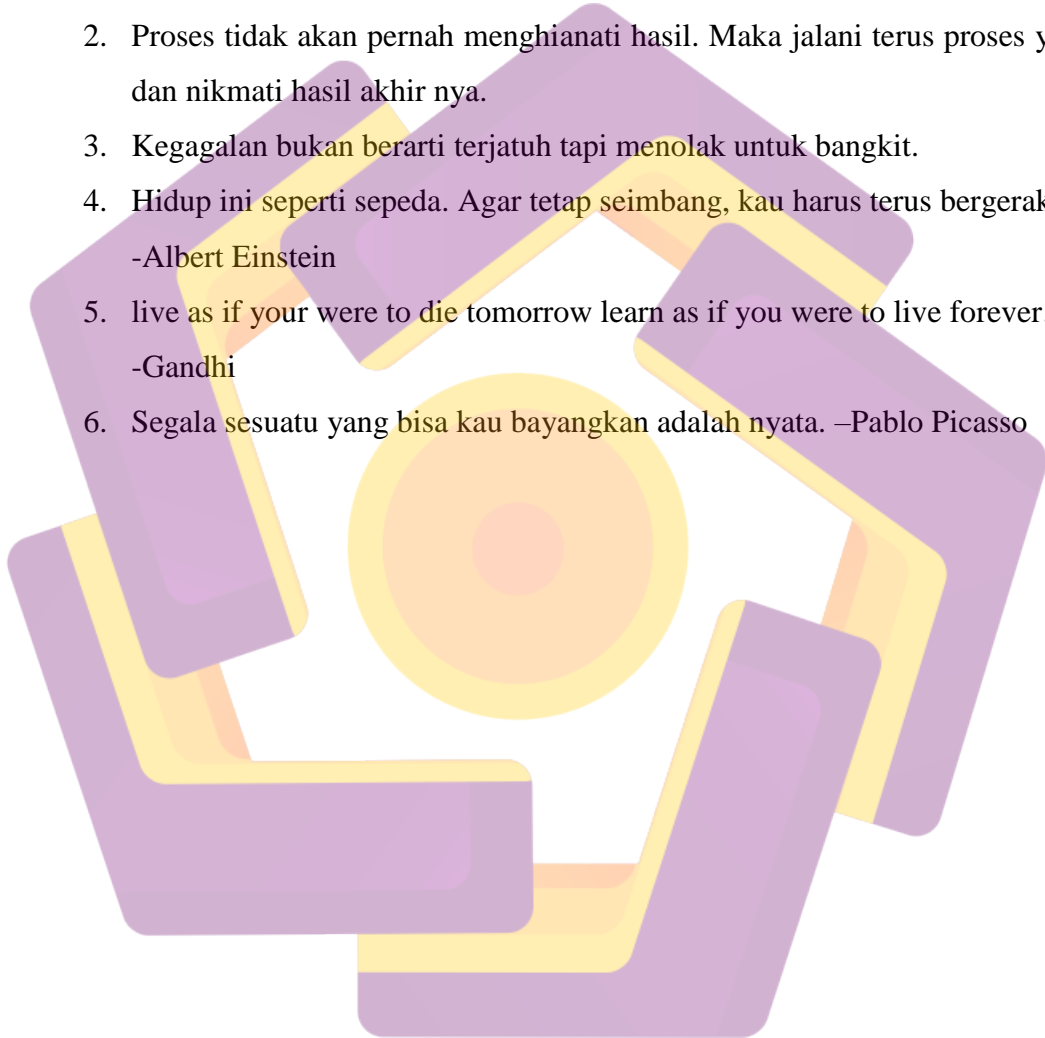 2. Proses tidak akan pernah menghianati hasil. Maka jalani terus proses
dan nikmati hasil akhir nya.
3. Kegagalan bukan berarti terjatuh tapi menolak untuk bangkit.
4. Hidup ini seperti sepeda. Agar tetap seimbang, kau harus terus bergerak
-Albert Einstein
5. live as if your were to die tomorrow learn as if you were to live forever.
-Gandhi
6. Segala sesuatu yang bisa kau bayangkan adalah nyata. –Pablo Picasso